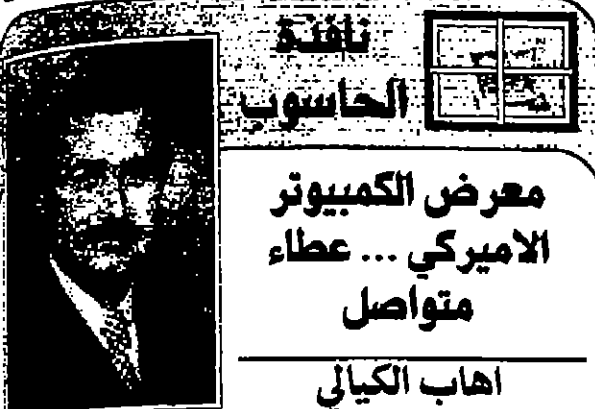 نافذة
الحاسوب
معرض الكمبيوتر
الاميركي ... عطاء
متواصل
اهاب الكيالي